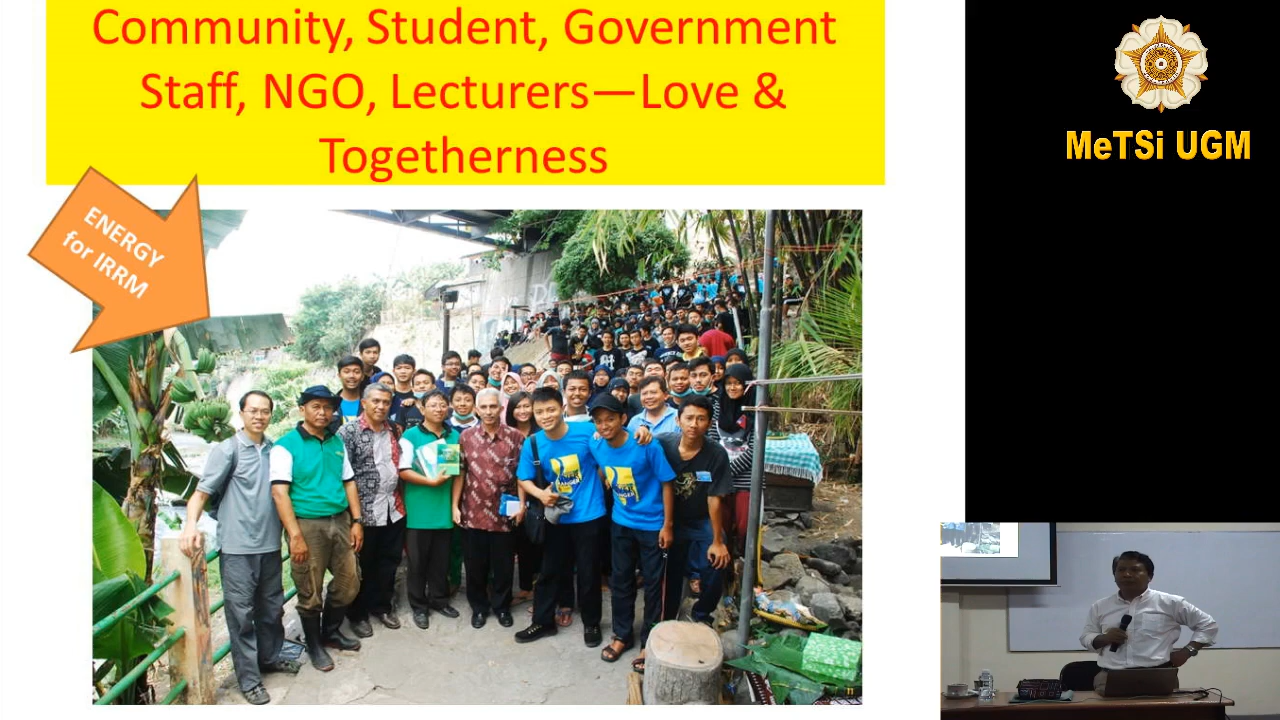 Community, Student, Government
Staff, NGO, Lecturers—Love &
Togetherness
ENERGY
for IRRM
MeTSi UGM